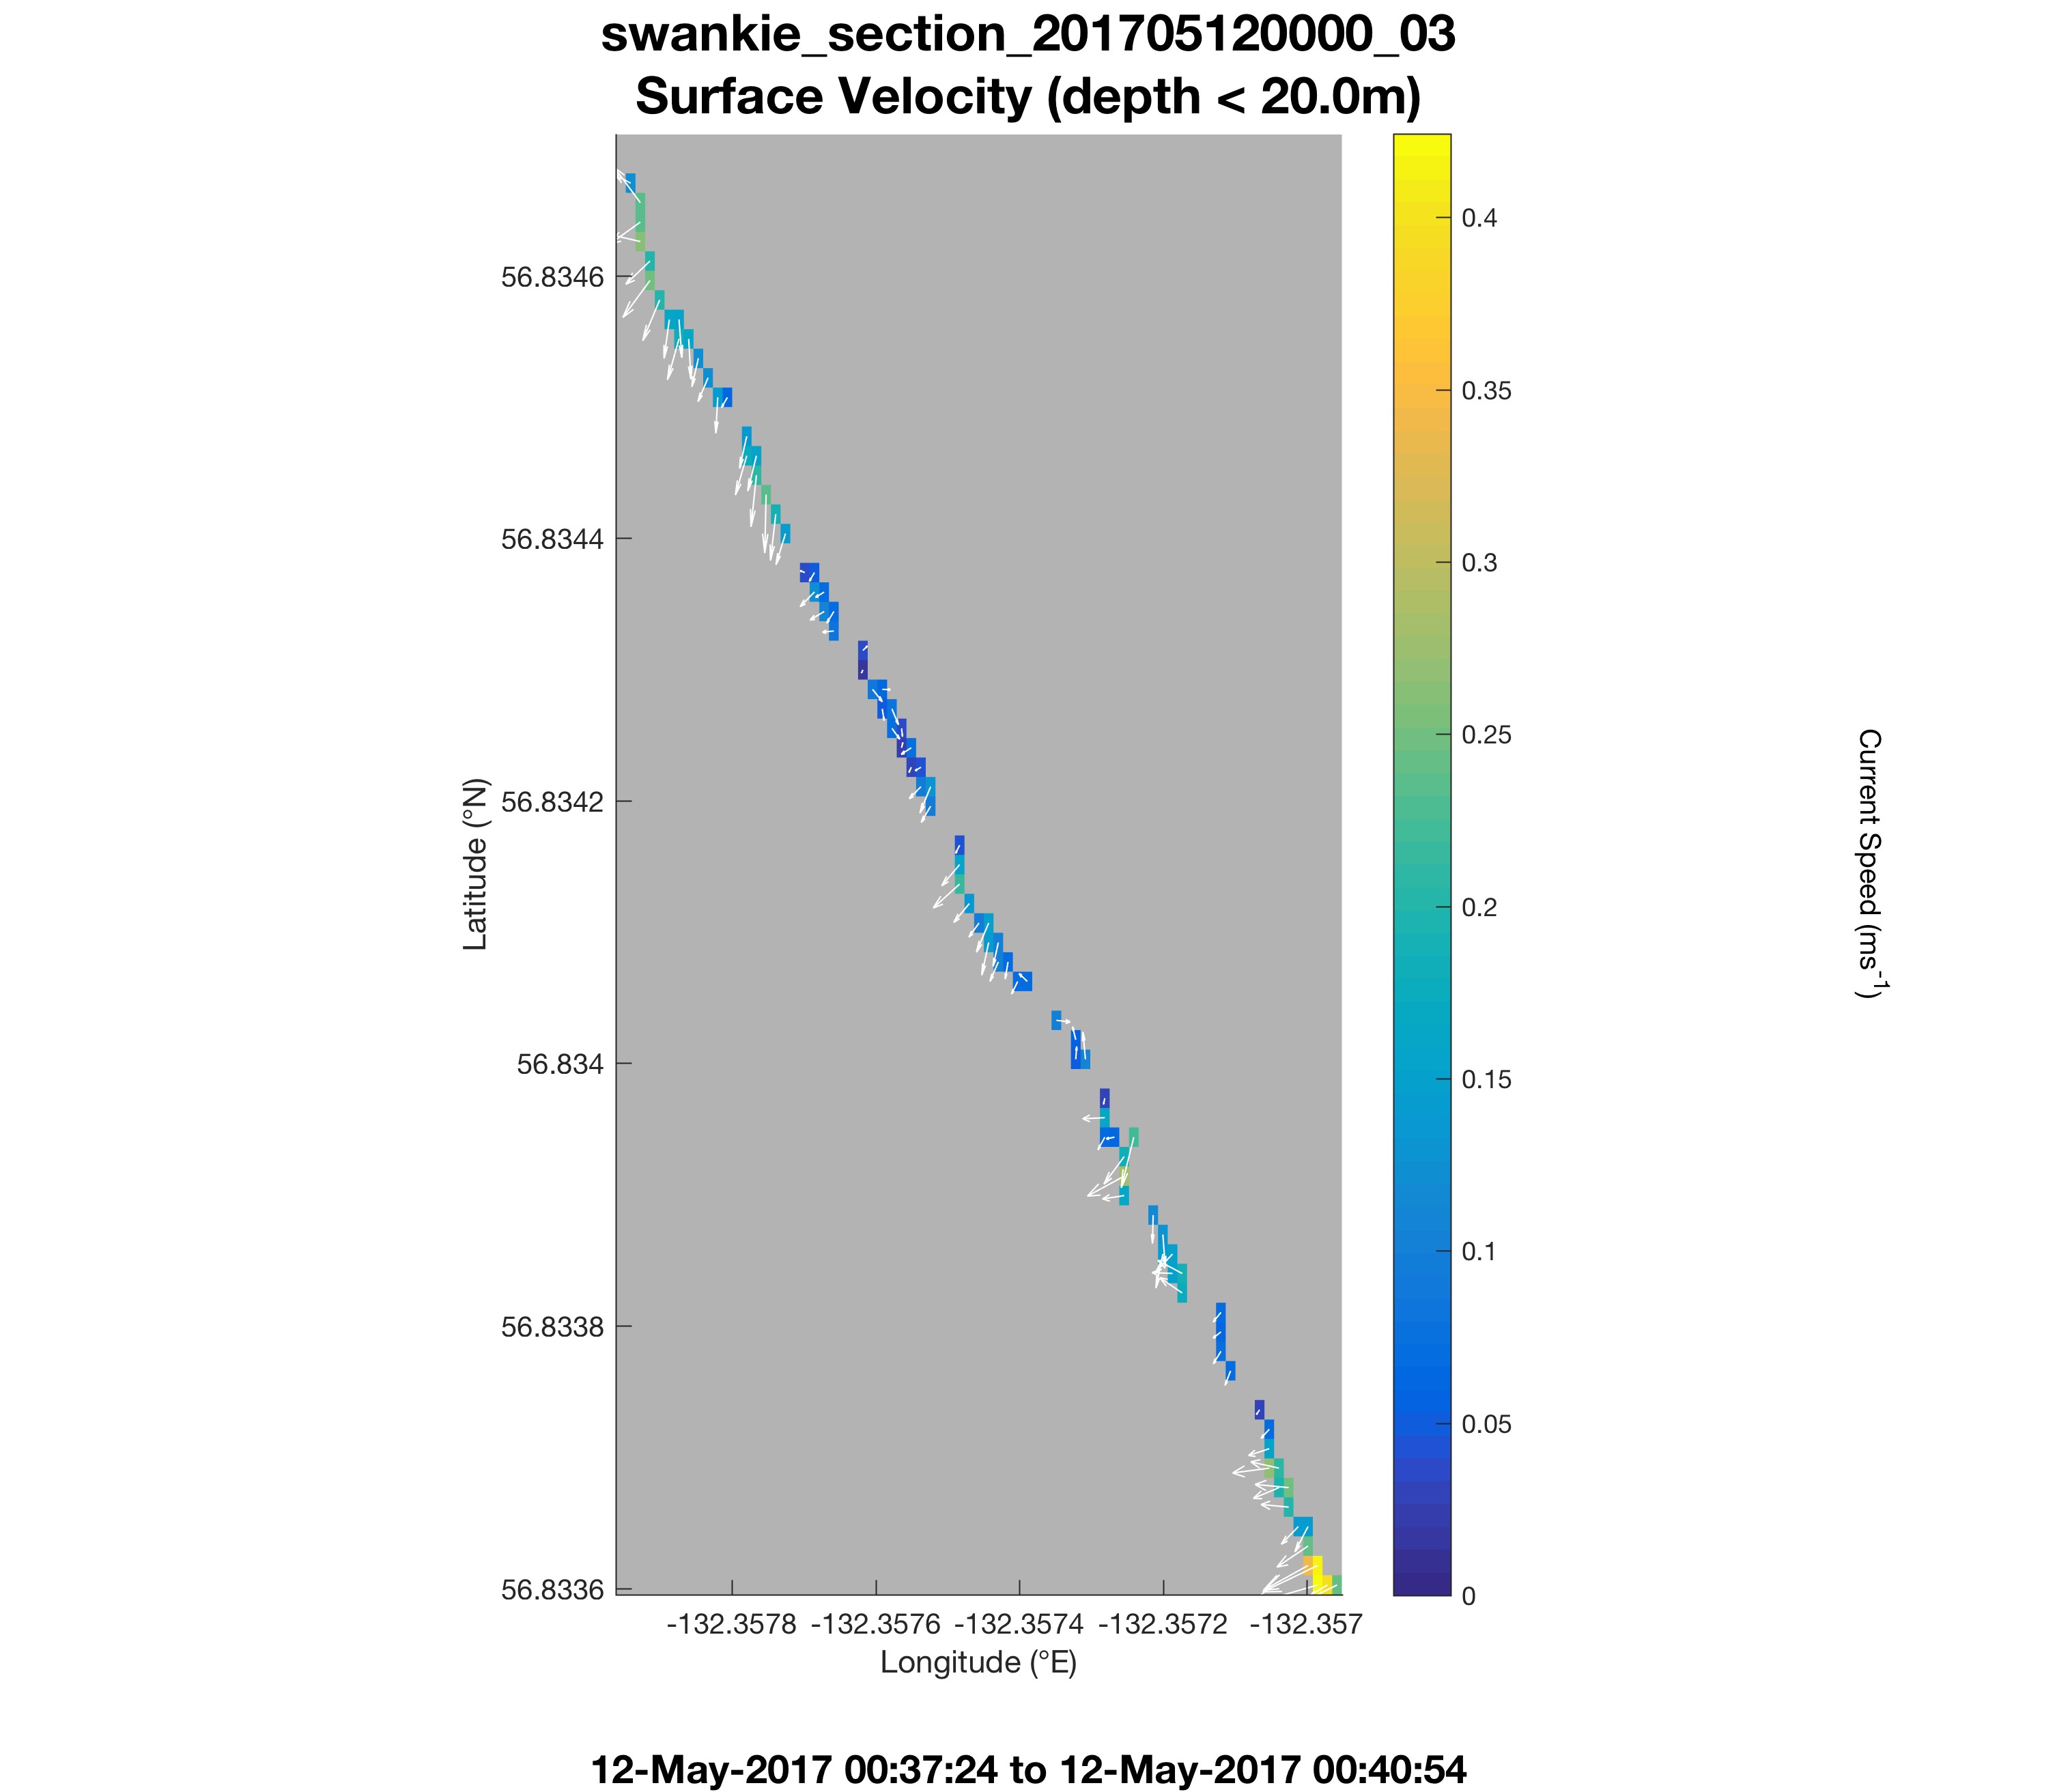 swankie_section_201705120000_03
Surface Velocity (depth < 20.0m)
56.8346
56.8344
56.8342
56.834
56.8338
56.8336
Latitude (°N)
-132.3578 -132.3576 -132.3574 -132.3572 -132.357
Longitude (°E)
0.4
0.35
0.3
0.25
0.2
0.15
0.1
0.05
0
Current Speed (ms⁻¹)
12-May-2017 00:37:24 to 12-May-2017 00:40:54